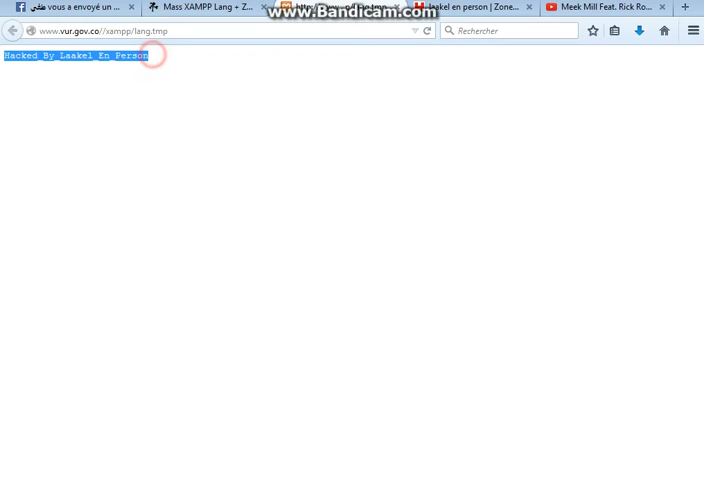 www.Bandicam.com
vous a envoyé un ...
Mass XAMPP Lang + Z...
laakel en person | Zone...
Meek Mill Feat. Rick Ro...
www.vur.gov.co//xampp/lang.tmp
Rechercher
Hacked_By_Laakel_En_Person